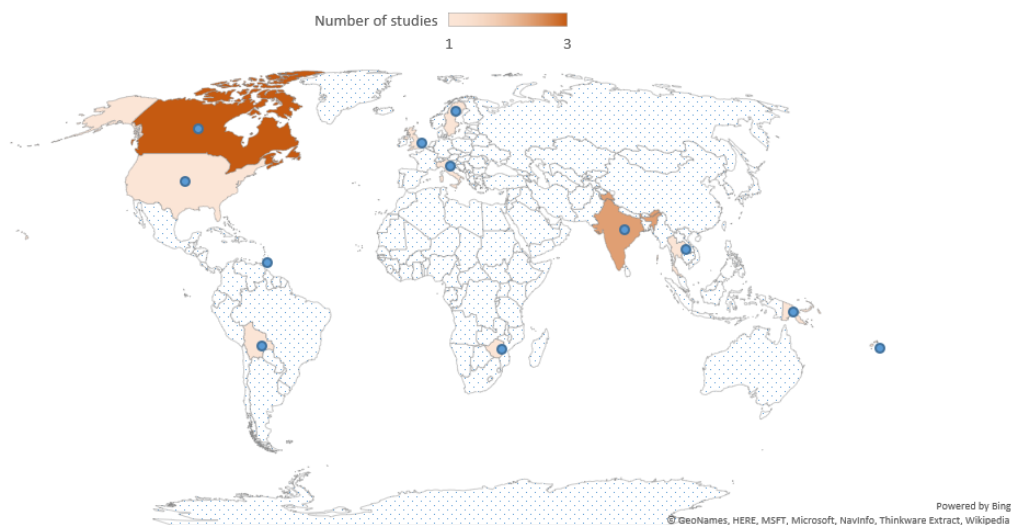 Number of studies
1 3
Powered by Bing
© GeoNames, HERE, MSFT, Microsoft, NavInfo, Thinkware Extract, Wikipedia